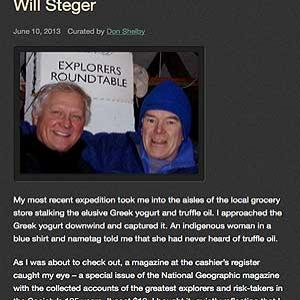 Will Steger
June 10, 2013 Curated by Don Shelby
EXPLORERS
ROUNDTABLE
My most recent expedition took me into the aisles of the local grocery
store stalking the elusive Greek yogurt and truffle oil. I approached the
Greek yogurt downwind and captured it. An indigenous woman in a
blue shirt and nametag told me that she had never heard of truffle oil.
As I was about to check out, a magazine at the cashier's register
caught my eye – a special issue of the National Geographic magazine
with the collected accounts of the greatest explorers and risk-takers in